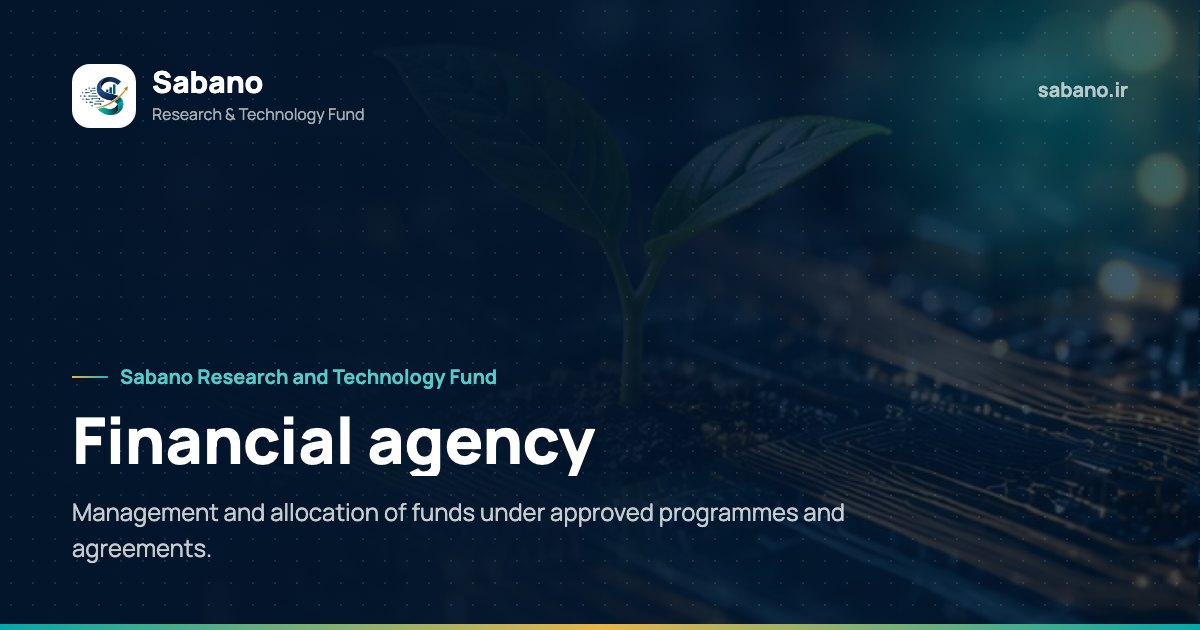 Sabano
Research & Technology Fund
sabano.ir
Sabano Research and Technology Fund
Financial agency
Management and allocation of funds under approved programmes and
agreements.